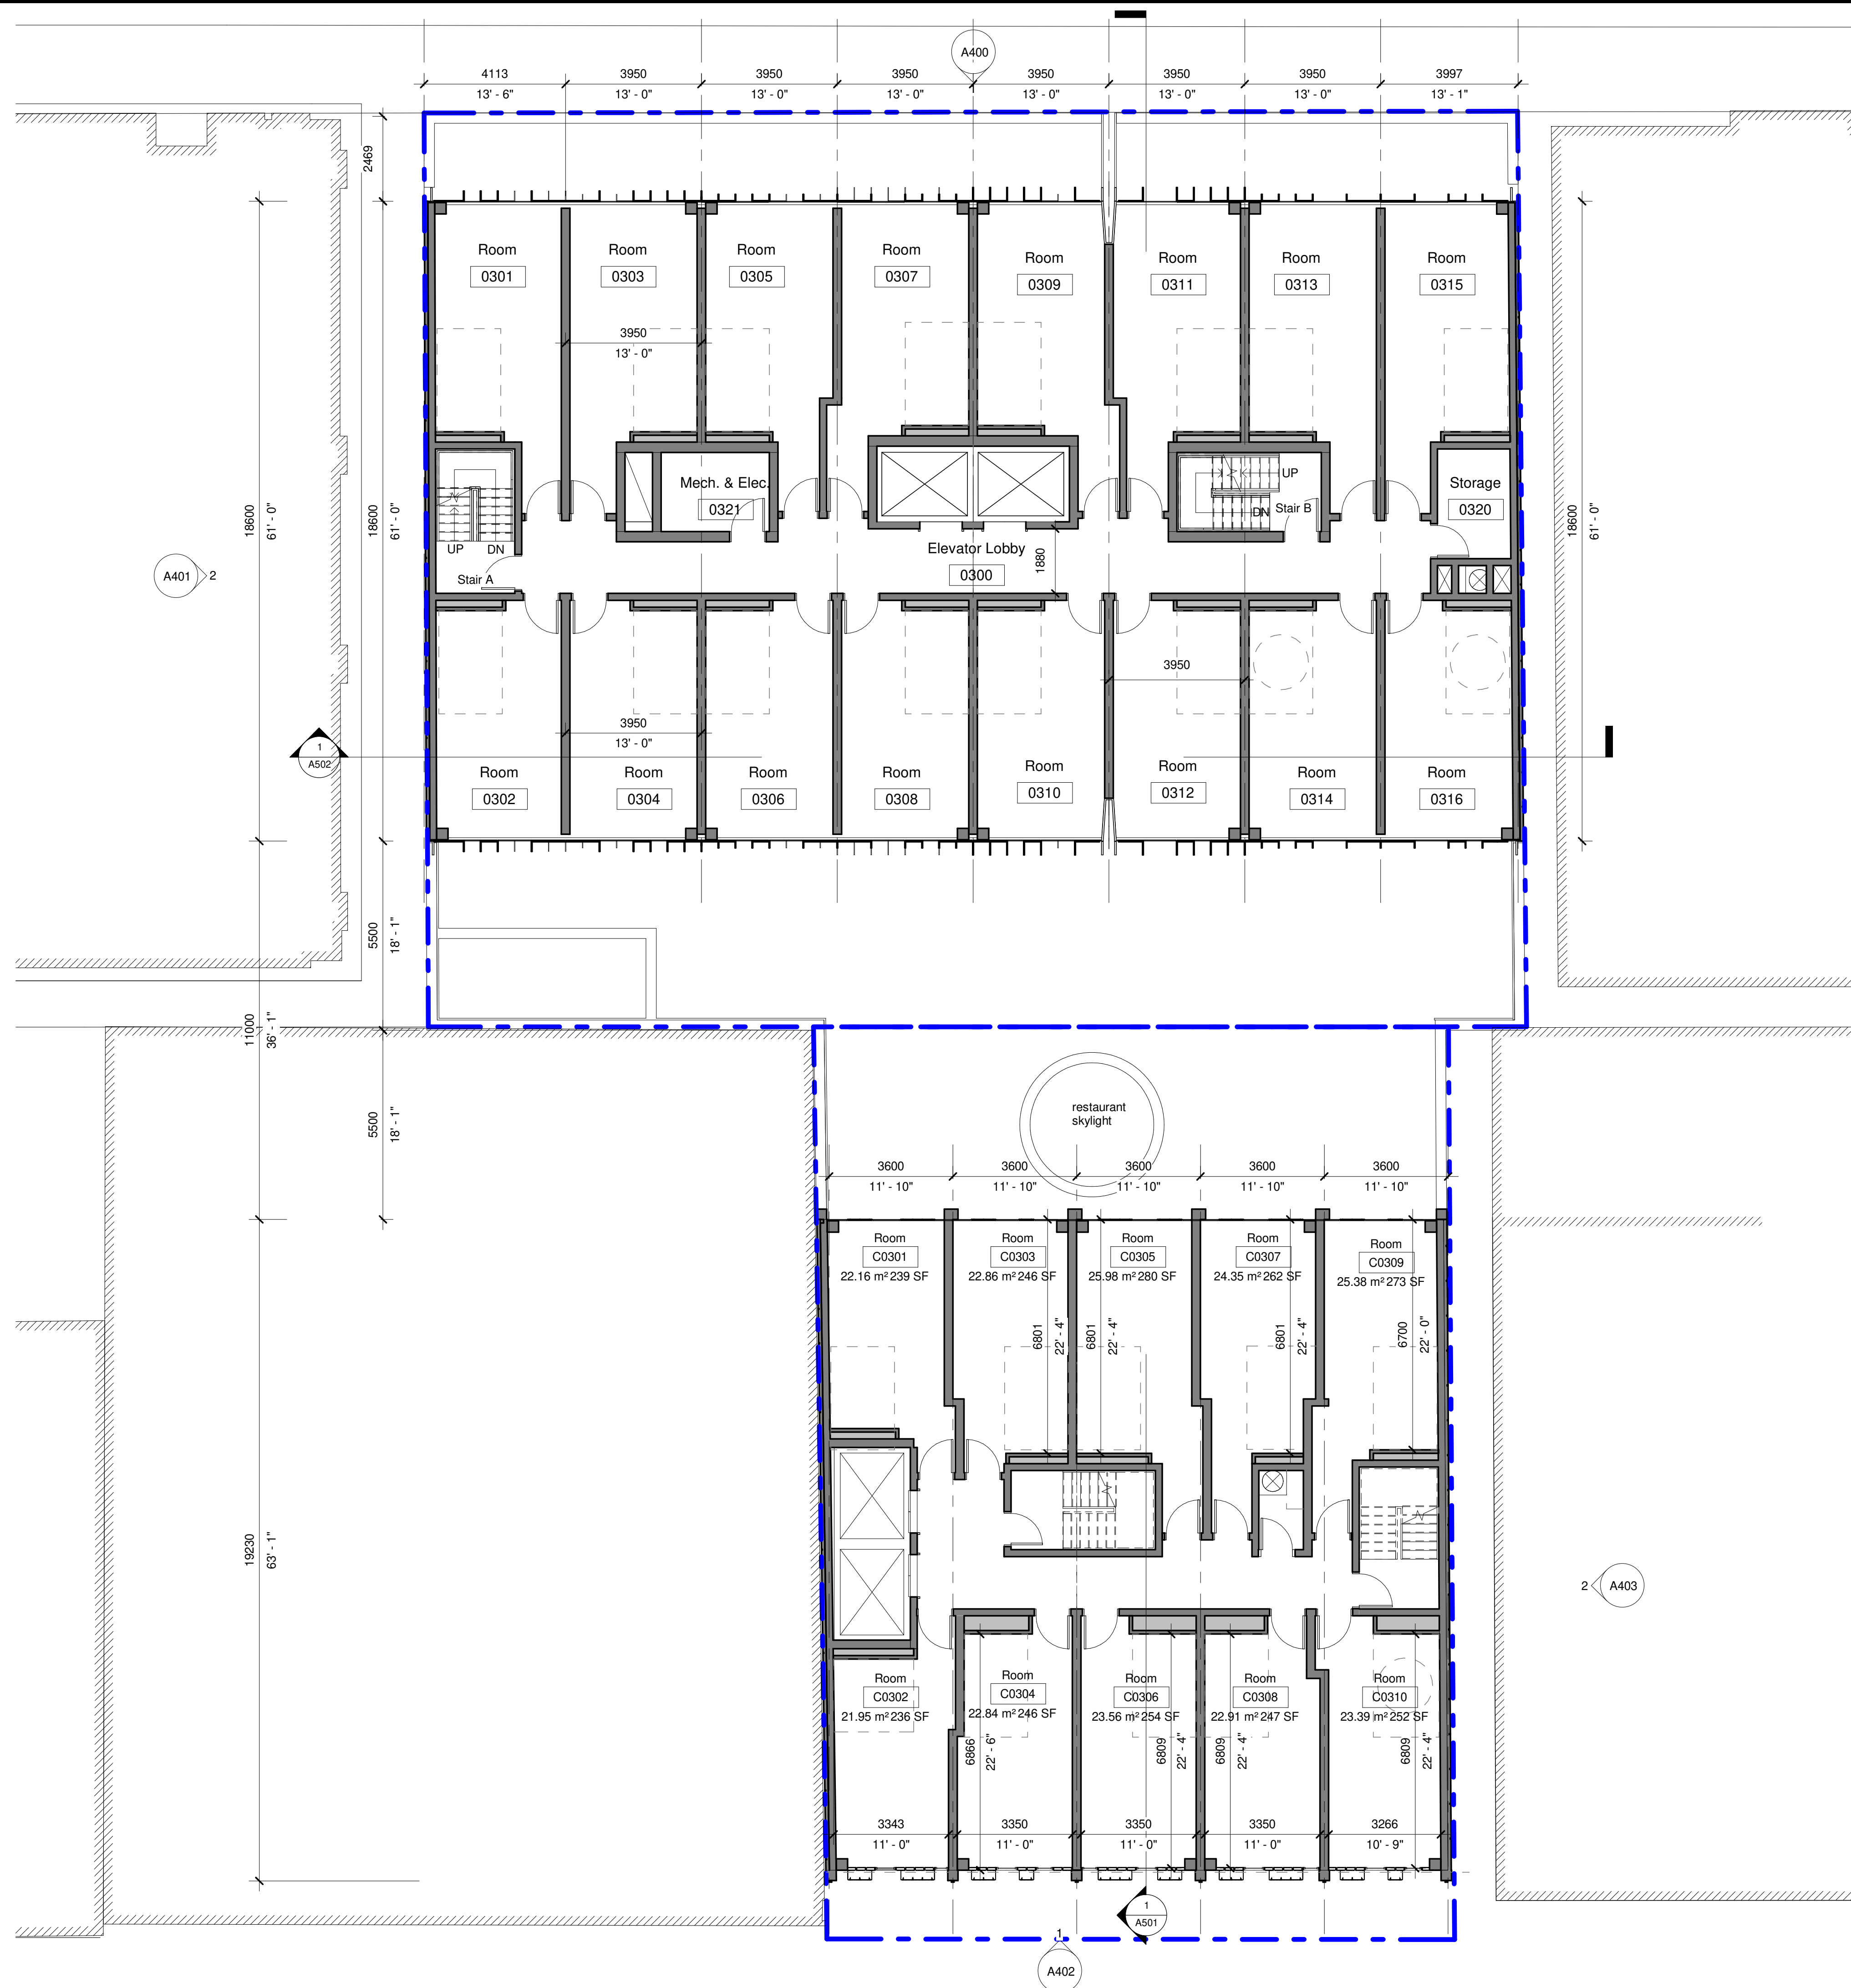 A400
4113 3950 3950 3950 3950 3950 3950 3997
13' - 6" 13' - 0" 13' - 0" 13' - 0" 13' - 0" 13' - 0" 13' - 0" 13' - 1"
2469
Room Room Room Room Room Room Room Room
0301 0303 0305 0307 0309 0311 0313 0315
3950
13' - 0"
18600
61' - 0"
18600
61' - 0"
18600
61' - 0"
Mech. & Elec.
0321
UP
DN
Stair B
Storage
0320
UP DN
Stair A
Elevator Lobby
0300
1880
A401 2
3950
3950
13' - 0"
1
A502
Room Room Room Room Room Room Room Room
0302 0304 0306 0308 0310 0312 0314 0316
5500
18' - 1"
11000
36' - 1"
5500
18' - 1"
restaurant
skylight
3600 3600 3600 3600 3600
11' - 10" 11' - 10" 11' - 10" 11' - 10" 11' - 10"
Room Room Room Room Room
C0301 C0303 C0305 C0307 C0309
22.16 m² 239 SF 22.86 m² 246 SF 25.98 m² 280 SF 24.35 m² 262 SF 25.38 m² 273 SF
6801
22' - 4"
6801
22' - 4"
6801
22' - 4"
6700
22' - 0"
19230
63' - 1"
2 A403
Room Room Room Room Room
C0302 C0304 C0306 C0308 C0310
21.95 m² 236 SF 22.84 m² 246 SF 23.56 m² 254 SF 22.91 m² 247 SF 23.39 m² 252 SF
6866
22' - 6"
6809
22' - 4"
6809
22' - 4"
6809
22' - 4"
3343 3350 3350 3350 3266
11' - 0" 11' - 0" 11' - 0" 11' - 0" 10' - 9"
1
A501
1
A402